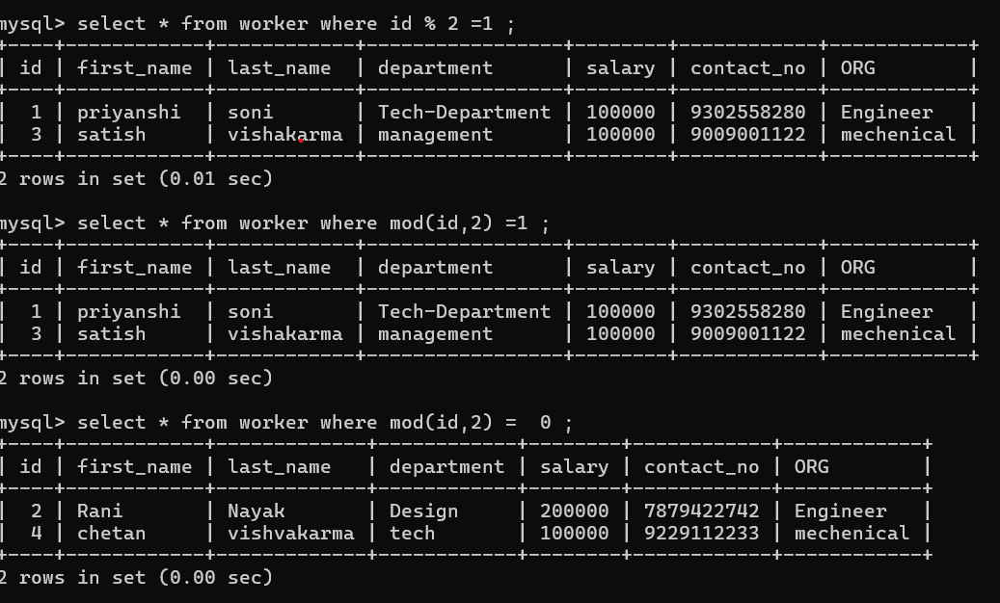 mysql> select * from worker where id % 2 =1 ;
+----+------------+------------+-----------------+--------+------------+------------+
| id | first_name | last_name  | department      | salary | contact_no | ORG        |
+----+------------+------------+-----------------+--------+------------+------------+
|  1 | priyanshi  | soni       | Tech-Department | 100000 | 9302558280 | Engineer   |
|  3 | satish     | vishakarma | management      | 100000 | 9009001122 | mechenical |
+----+------------+------------+-----------------+--------+------------+------------+
2 rows in set (0.01 sec)
mysql> select * from worker where mod(id,2) =1 ;
+----+------------+------------+-----------------+--------+------------+------------+
| id | first_name | last_name  | department      | salary | contact_no | ORG        |
+----+------------+------------+-----------------+--------+------------+------------+
|  1 | priyanshi  | soni       | Tech-Department | 100000 | 9302558280 | Engineer   |
|  3 | satish     | vishakarma | management      | 100000 | 9009001122 | mechenical |
+----+------------+------------+-----------------+--------+------------+------------+
2 rows in set (0.00 sec)
mysql> select * from worker where mod(id,2) =  0 ;
+----+------------+-------------+------------+--------+------------+------------+
| id | first_name | last_name   | department | salary | contact_no | ORG        |
+----+------------+-------------+------------+--------+------------+------------+
|  2 | Rani       | Nayak       | Design     | 200000 | 7879422742 | Engineer   |
|  4 | chetan     | vishvakarma | tech       | 100000 | 9229112233 | mechenical |
+----+------------+-------------+------------+--------+------------+------------+
2 rows in set (0.00 sec)